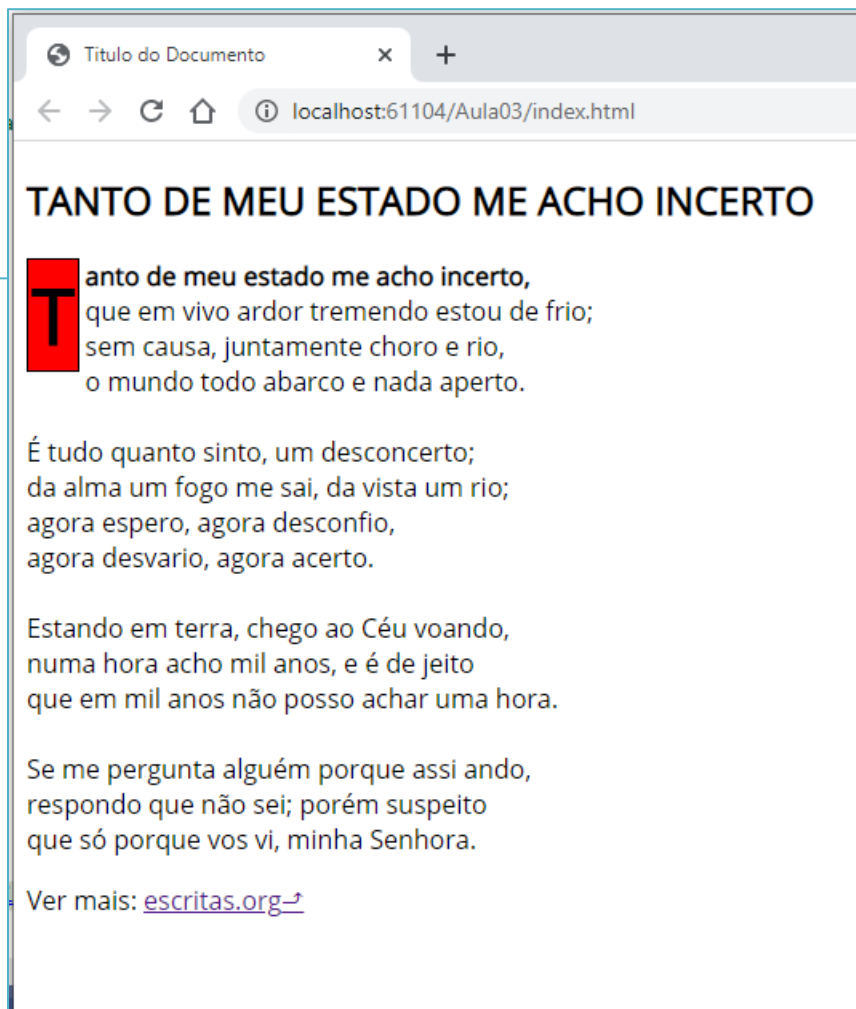 Titulo do Documento
localhost:61104/Aula03/index.html
TANTO DE MEU ESTADO ME ACHO INCERTO
Tanto de meu estado me acho incerto,
que em vivo ardor tremendo estou de frio;
sem causa, juntamente choro e rio,
o mundo todo abarco e nada aperto.
É tudo quanto sinto, um desconcerto;
da alma um fogo me sai, da vista um rio;
agora espero, agora desconfio,
agora desvario, agora acerto.
Estando em terra, chego ao Céu voando,
numa hora acho mil anos, e é de jeito
que em mil anos não posso achar uma hora.
Se me pergunta alguém porque assi ando,
respondo que não sei; porém suspeito
que só porque vos vi, minha Senhora.
Ver mais: escritas.org⮍